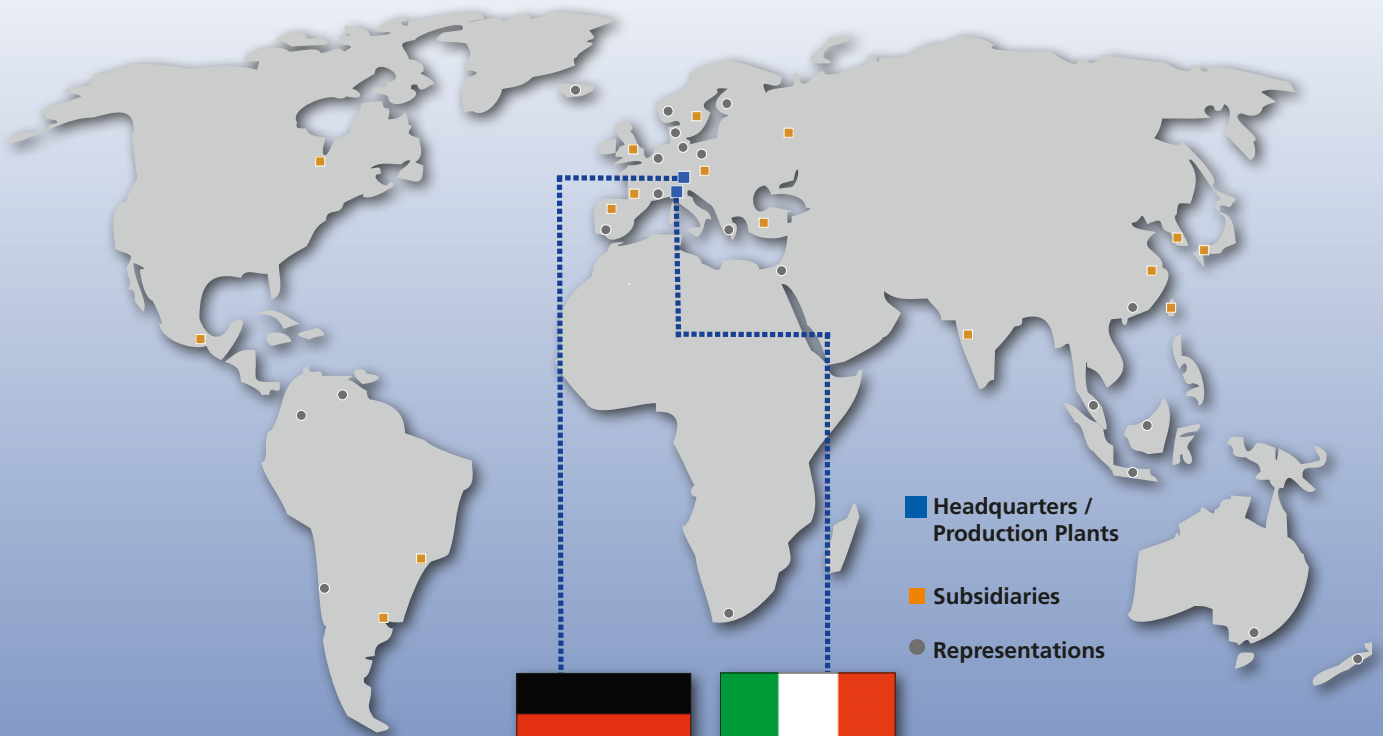 Headquarters /
Production Plants
Subsidiaries
Representations